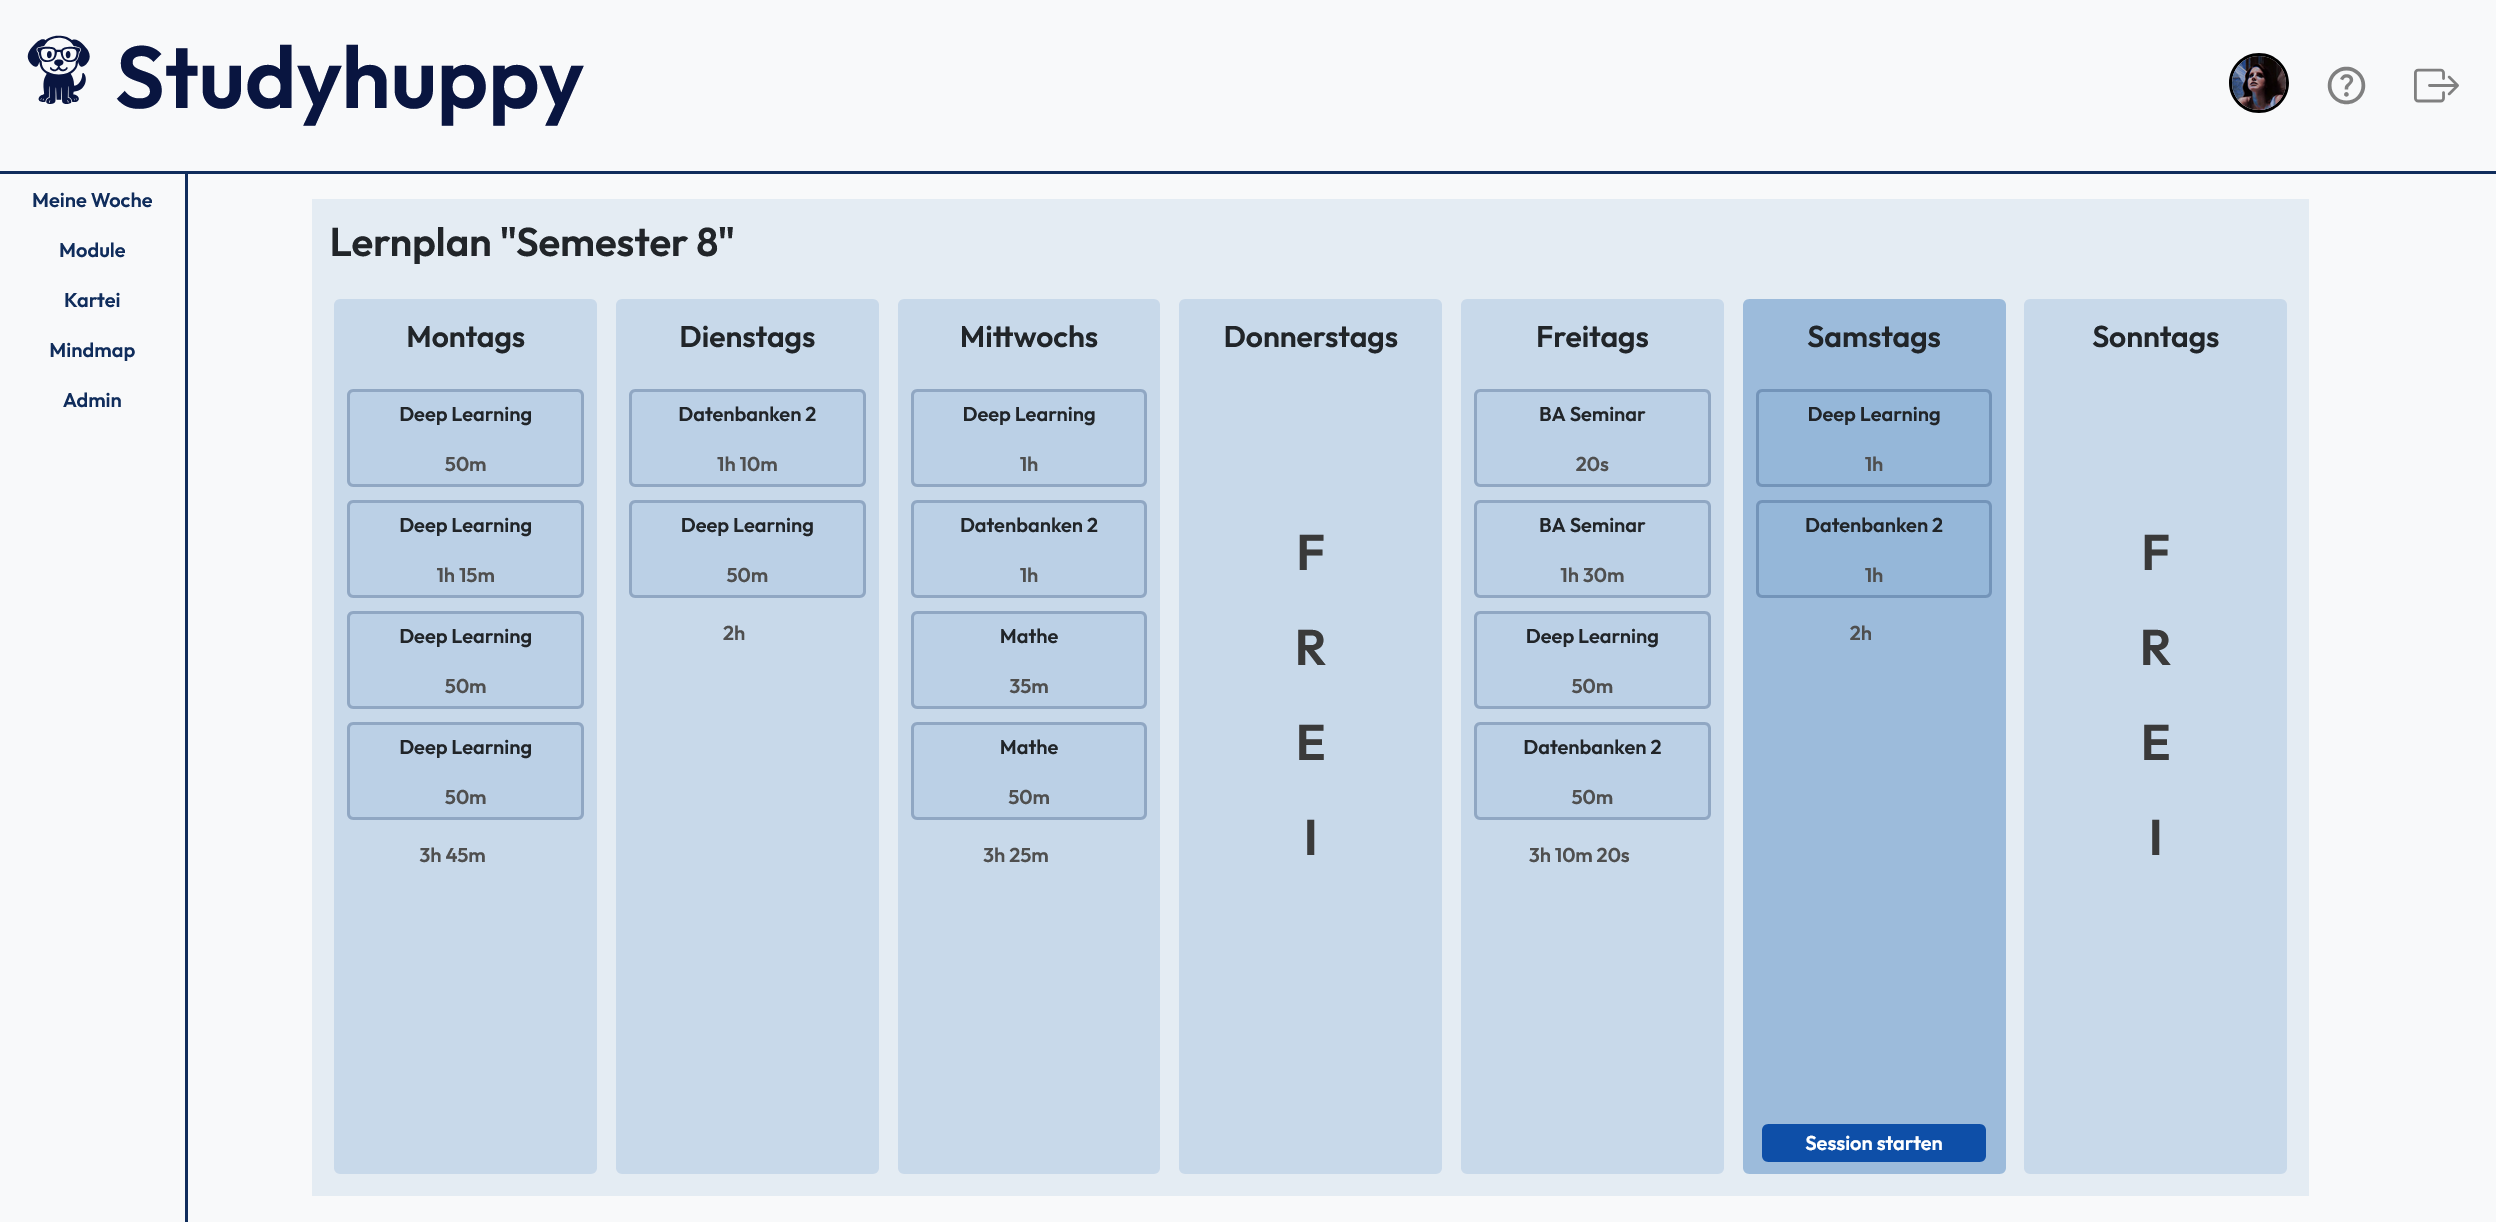 Studyhuppy
Meine Woche
Module
Kartei
Mindmap
Admin
Lernplan "Semester 8"
Montags
Deep Learning
50m
Deep Learning
1h 15m
Deep Learning
50m
Deep Learning
50m
3h 45m
Dienstags
Datenbanken 2
1h 10m
Deep Learning
50m
2h
Mittwochs
Deep Learning
1h
Datenbanken 2
1h
Mathe
35m
Mathe
50m
3h 25m
Donnerstags
F
R
E
I
Freitags
BA Seminar
20s
BA Seminar
1h 30m
Deep Learning
50m
Datenbanken 2
50m
3h 10m 20s
Samstags
Deep Learning
1h
Datenbanken 2
1h
2h
Session starten
Sonntags
F
R
E
I